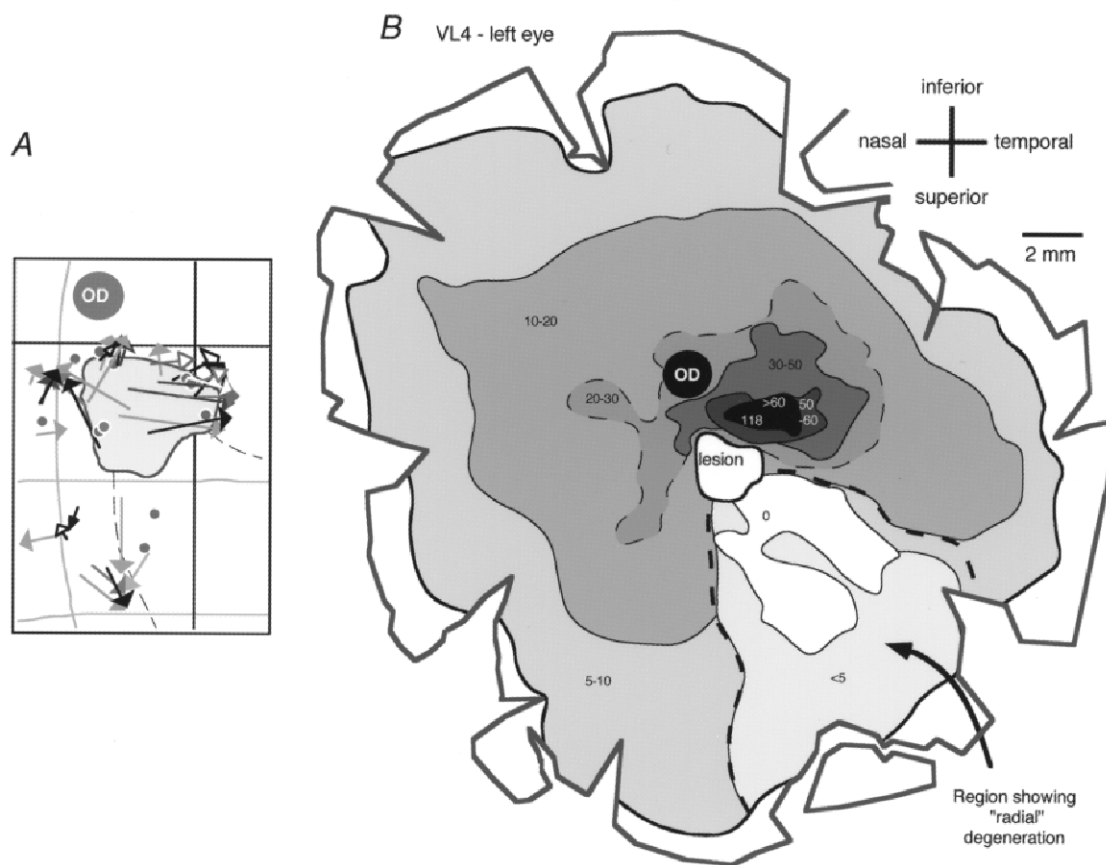 A
OD
B
VL4 - left eye
inferior
nasal
temporal
superior
2 mm
10-20
OD
30-50
20-30
>60
50
118
-60
lesion
0
5-10
<5
Region showing
"radial"
degeneration